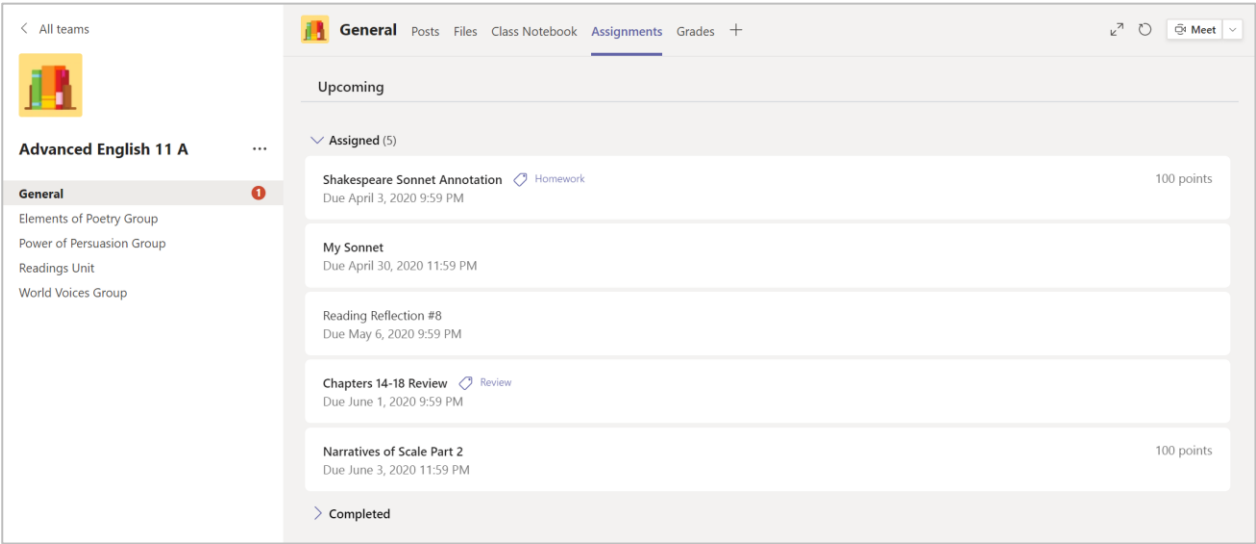 All teams
Advanced English 11 A ...
General 1
Elements of Poetry Group
Power of Persuasion Group
Readings Unit
World Voices Group
General Posts Files Class Notebook Assignments Grades + Meet
Upcoming
Assigned (5)
Shakespeare Sonnet Annotation Homework 100 points
Due April 3, 2020 9:59 PM
My Sonnet
Due April 30, 2020 11:59 PM
Reading Reflection #8
Due May 6, 2020 9:59 PM
Chapters 14-18 Review Review
Due June 1, 2020 9:59 PM
Narratives of Scale Part 2 100 points
Due June 3, 2020 11:59 PM
Completed